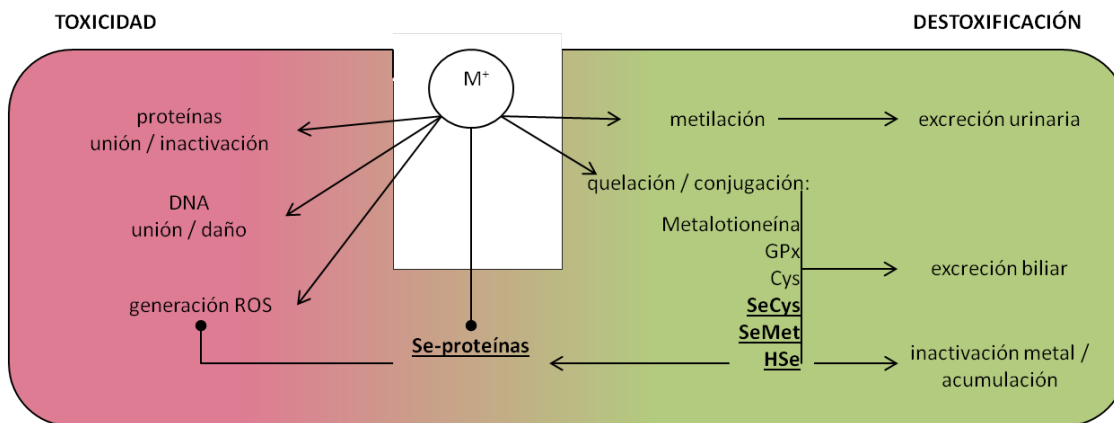 TOXICIDAD
DESTOXIFICACIÓN
M+
proteínas
unión / inactivación
DNA
unión / daño
generación ROS
Se-proteínas
metilación
excreción urinaria
quelación / conjugación:
Metalotioneína
GPx
Cys
SeCys
SeMet
HSe
excreción biliar
inactivación metal /
acumulación